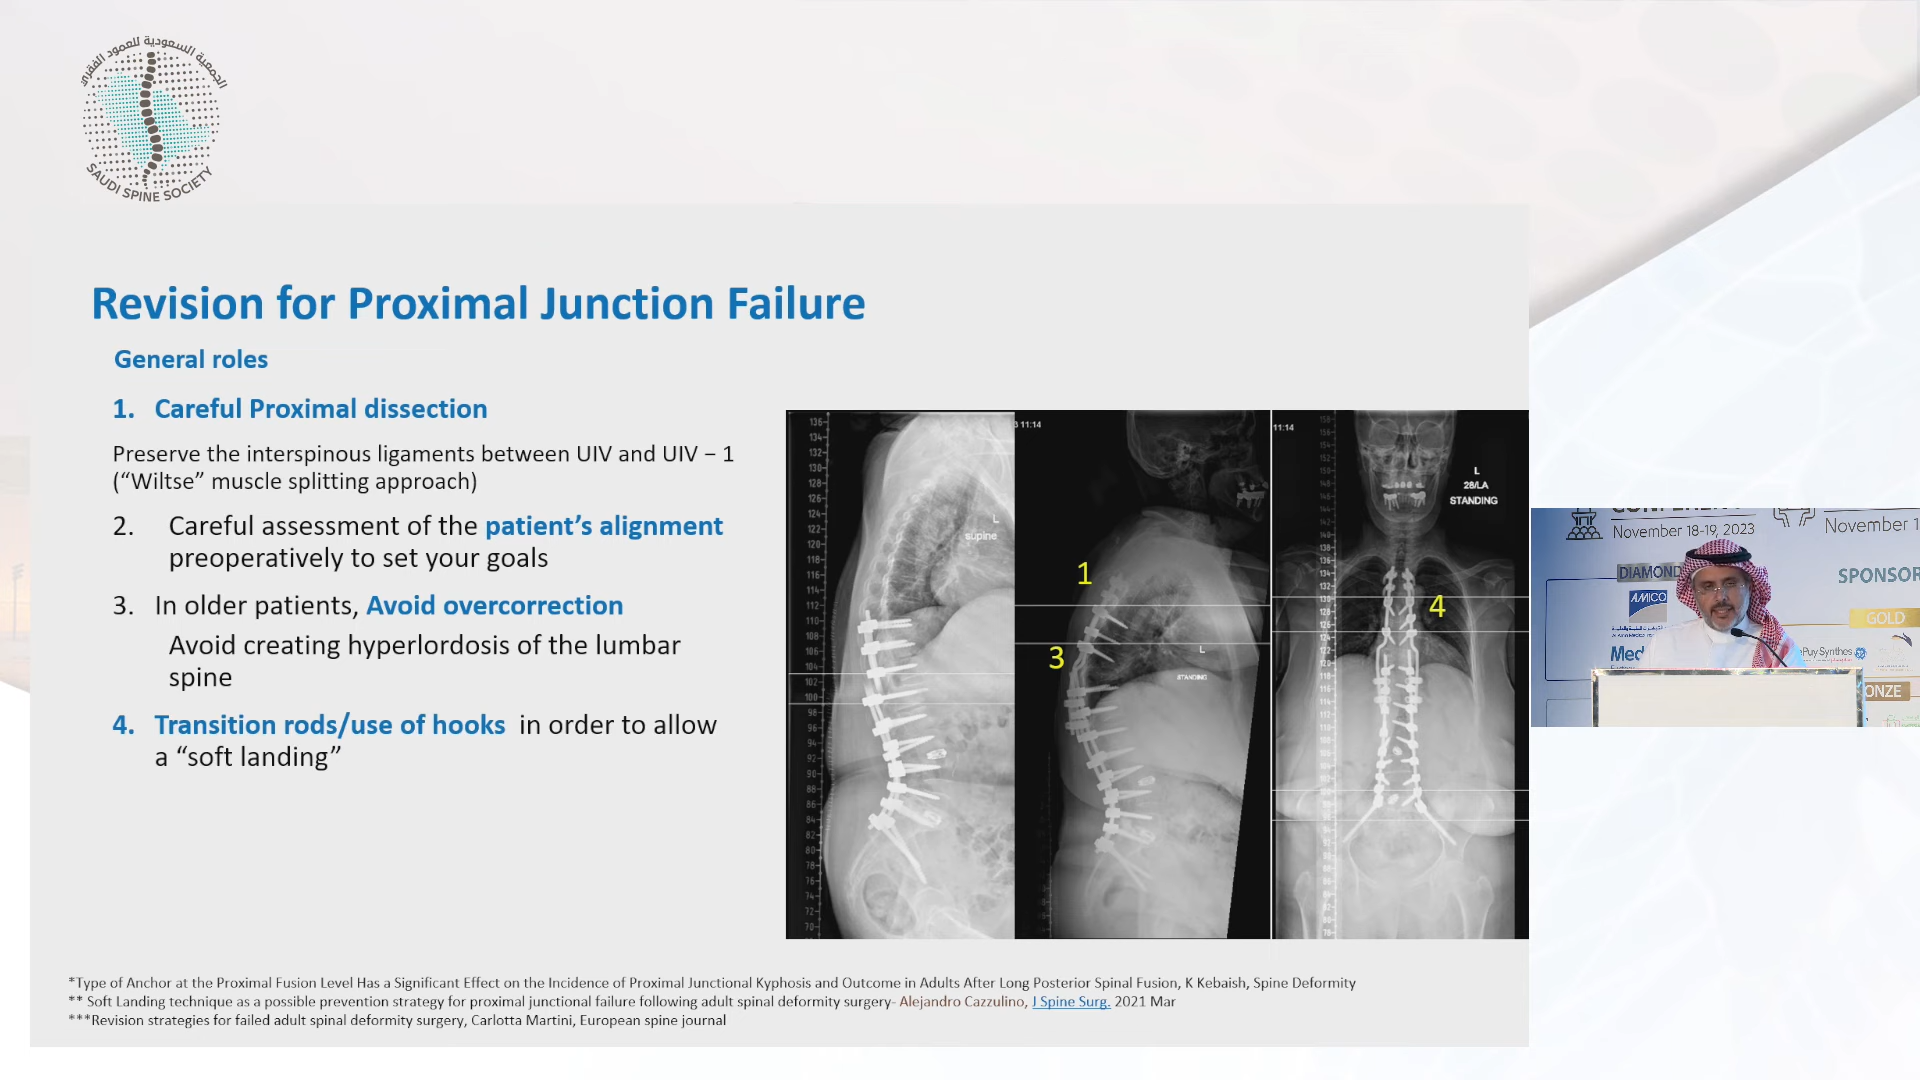 الجمعية السعودية للعمود الفقري
SAUDI SPINE SOCIETY
Revision for Proximal Junction Failure
General roles
1. Careful Proximal dissection
Preserve the interspinous ligaments between UIV and UIV − 1
(“Wiltse” muscle splitting approach)
2. Careful assessment of the patient’s alignment
preoperatively to set your goals
3. In older patients, Avoid overcorrection
Avoid creating hyperlordosis of the lumbar
spine
4. Transition rods/use of hooks in order to allow
a “soft landing”
L
supine
3 11:14
1
3
L
STANDING
11:14
L
28/LA
STANDING
4
November 18-19, 2023
November 1
DIAMOND
SPONSOR
AMICO
GOLD
Med
PuySynthes
ONZE
*Type of Anchor at the Proximal Fusion Level Has a Significant Effect on the Incidence of Proximal Junctional Kyphosis and Outcome in Adults After Long Posterior Spinal Fusion, K Kebaish, Spine Deformity
** Soft Landing technique as a possible prevention strategy for proximal junctional failure following adult spinal deformity surgery- Alejandro Cazzulino, J Spine Surg. 2021 Mar
***Revision strategies for failed adult spinal deformity surgery, Carlotta Martini, European spine journal